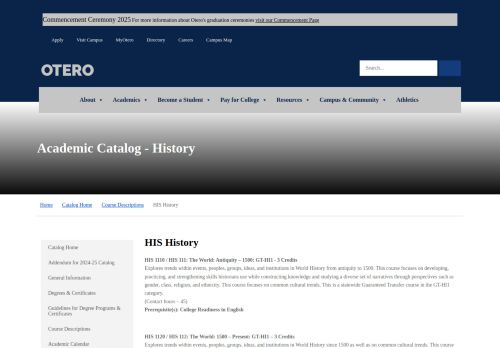 Commencement Ceremony 2025 For more information about Otero's graduation ceremonies visit our Commencement Page
Apply Visit Campus MyOtero Directory Careers Campus Map
OTERO
Search...
About Academics Become a Student Pay for College Resources Campus & Community Athletics
Academic Catalog - History
Home Catalog Home Course Descriptions HIS History
Catalog Home
Addendum for 2024-25 Catalog
General Information
Degrees & Certificates
Guidelines for Degree Programs &
Certificates
Course Descriptions
Academic Calendar
HIS History
HIS 1110 / HIS 111: The World: Antiquity – 1500: GT-HI1 - 3 Credits
Explores trends within events, peoples, groups, ideas, and institutions in World History from antiquity to 1500. This course focuses on developing,
practicing, and strengthening skills historians use while constructing knowledge and studying a diverse set of narratives through perspectives such as
gender, class, religion, and ethnicity. This course focuses on common cultural trends. This is a statewide Guaranteed Transfer course in the GT-HI1
category.
(Contact hours – 45)
Prerequisite(s): College Readiness in English
HIS 1120 / HIS 112: The World: 1500 – Present: GT-HI1 – 3 Credits
Explores trends within events, peoples, groups, ideas, and institutions in World History since 1500 as well as on common cultural trends. This course